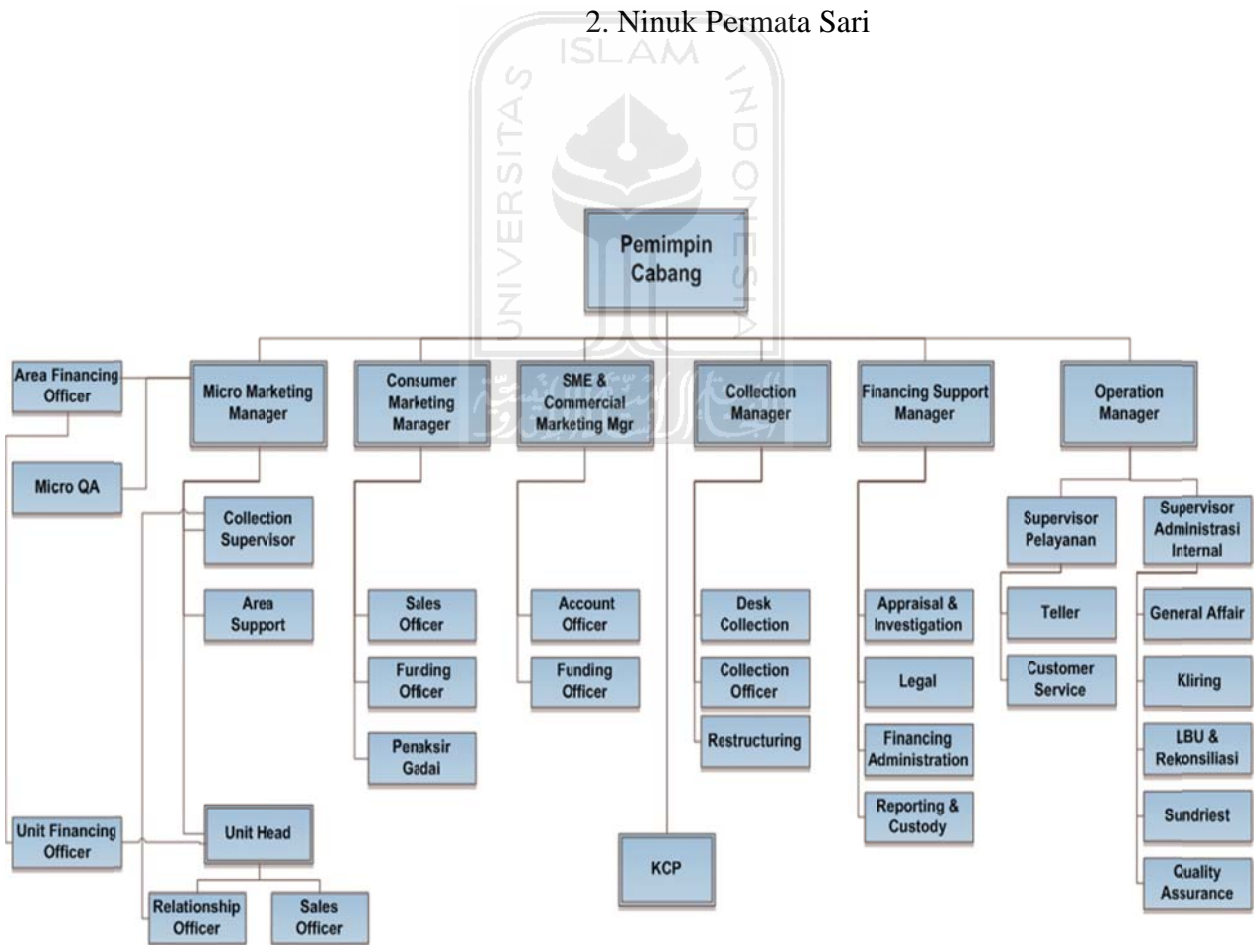 2. Ninuk Permata Sari
UNIVERSITAS ISLAM INDONESIA
Pemimpin
Cabang
Area Financing
Officer
Micro Marketing
Manager
Consumer
Marketing
Marager
SME &
Commercial
Marketing Mgr
Collection
Manager
Financing Support
Manager
Operation
Manager
Micro QA
Collection
Supervisor
Supervisor
Pelayanan
Supervisor
Administrasi
Internal
Area
Support
Sales
Officer
Account
Officer
Desk
Collection
Appraisal &
Investigation
Teller
General Affair
Furding
Officer
Funding
Officer
Collection
Officer
Legal
Customer
Service
Kliring
Penaksir
Gadai
Restructuring
Financing
Administration
LBU &
Rekonsiliasi
Unit Financing
Officer
Unit Head
KCP
Reporting &
Custody
Sundriest
Relationship
Officer
Sales
Officer
Quality
Assurance